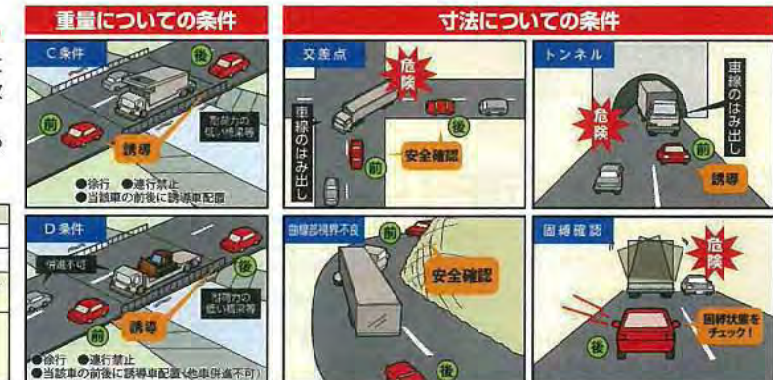 重量についての条件
C条件
後
前
誘導
耐荷力の
低い橋梁等
●徐行 ●連行禁止
●当該車の前後に誘導車配置
D条件
併進不可
後
耐荷力の
低い橋梁等
誘導
前
●徐行 ●連行禁止
●当該車の前後に誘導車配置(他車併進不可)
寸法についての条件
交差点
危険
車線のはみ出し
後
前
安全確認
トンネル
車線のはみ出し
危険
前
誘導
曲線部視界不良
前
安全確認
後
固縛確認
危険
後
固縛状態を
チェック!